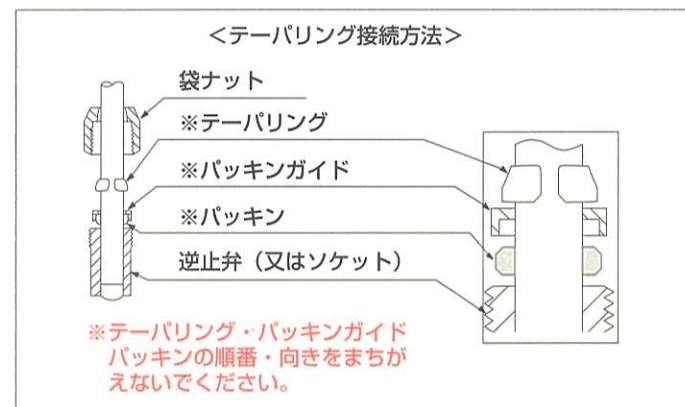 ＜テーパリング接続方法＞
袋ナット
※テーパリング
※パッキンガイド
※パッキン
逆止弁（又はソケット）
※テーパリング・パッキンガイド
パッキンの順番・向きをまちが
えないでください。